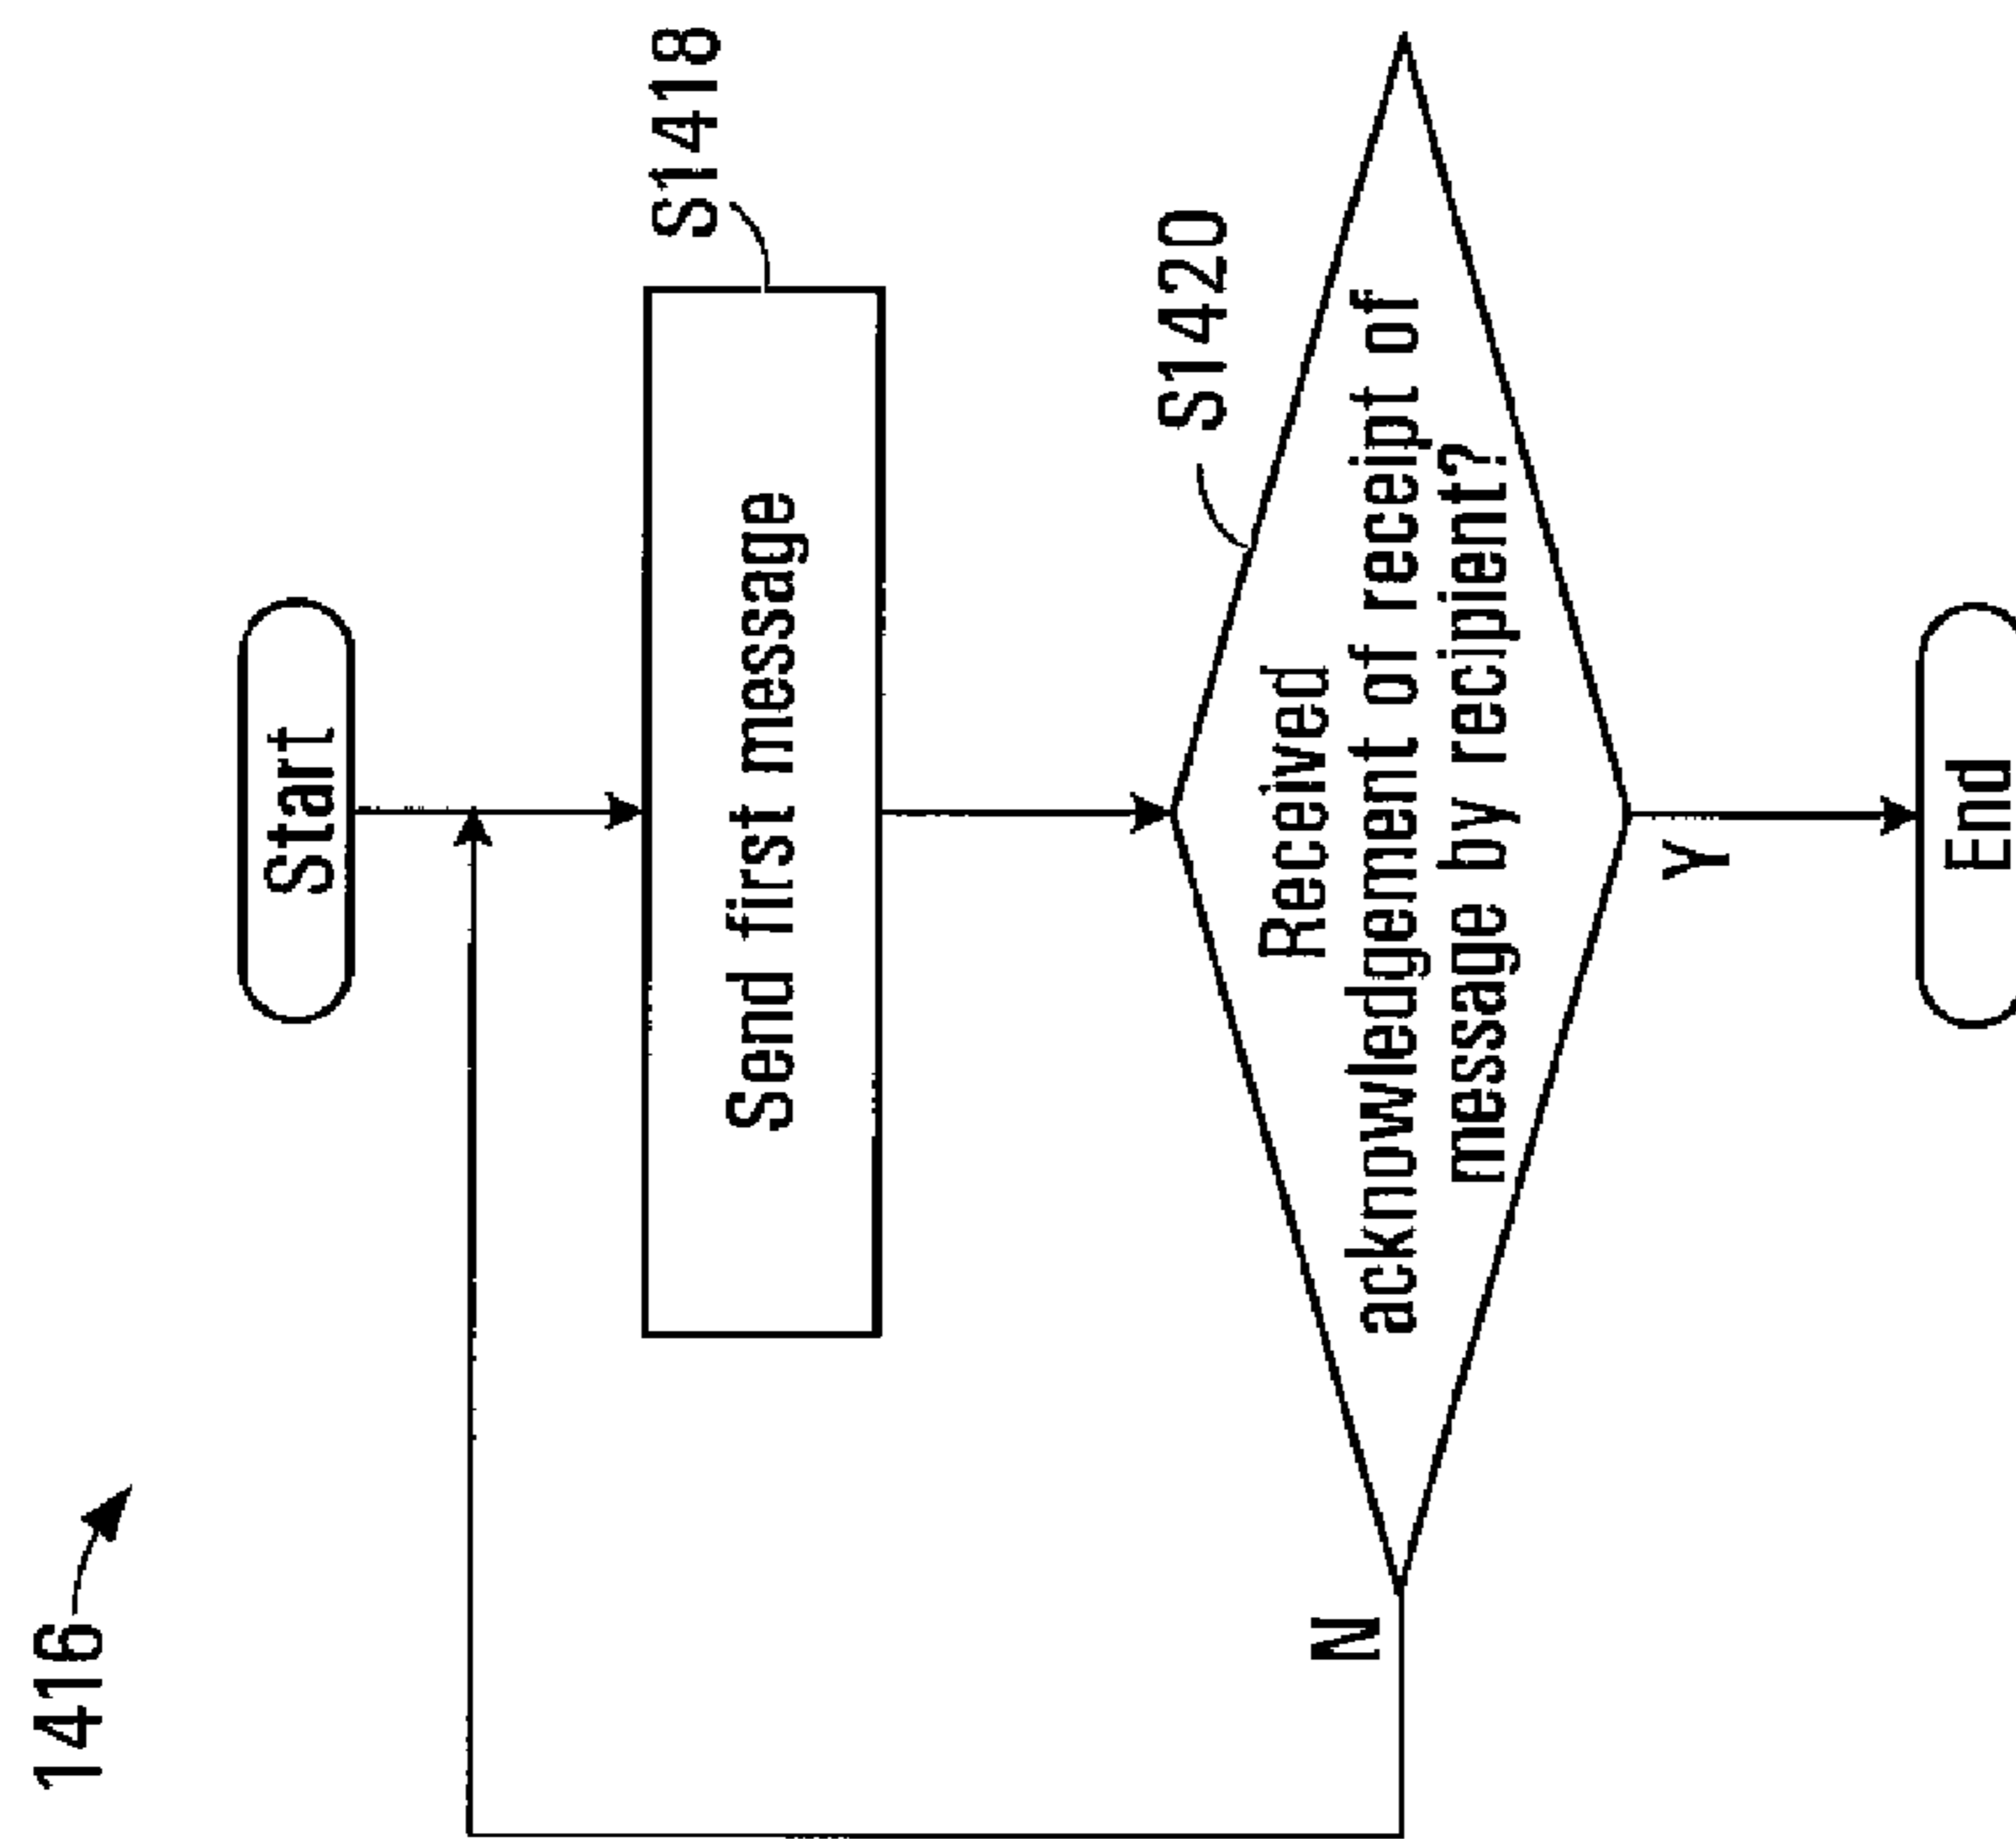 1416
Start
S1418
Send first message
S1420
Received
acknowledgement of receipt of
message by recipient?
N
Y
End